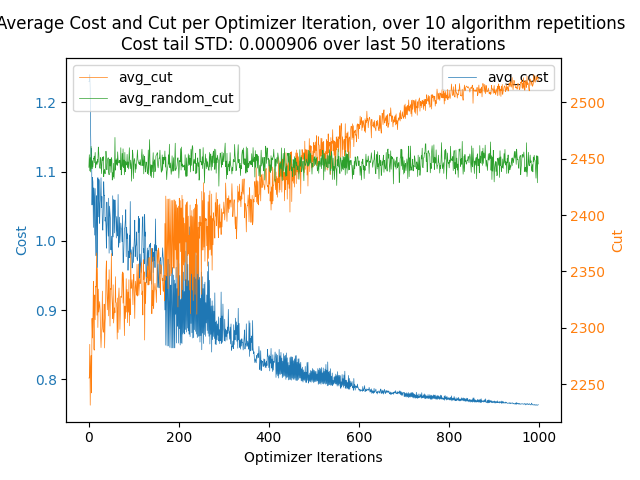 Average Cost and Cut per Optimizer Iteration, over 10 algorithm repetitions
Cost tail STD: 0.000906 over last 50 iterations
avg_cut
avg_random_cut
avg_cost
1.2
1.1
1.0
0.9
0.8
Cost
2500
2450
2400
2350
2300
2250
Cut
0
200
400
600
800
1000
Optimizer Iterations